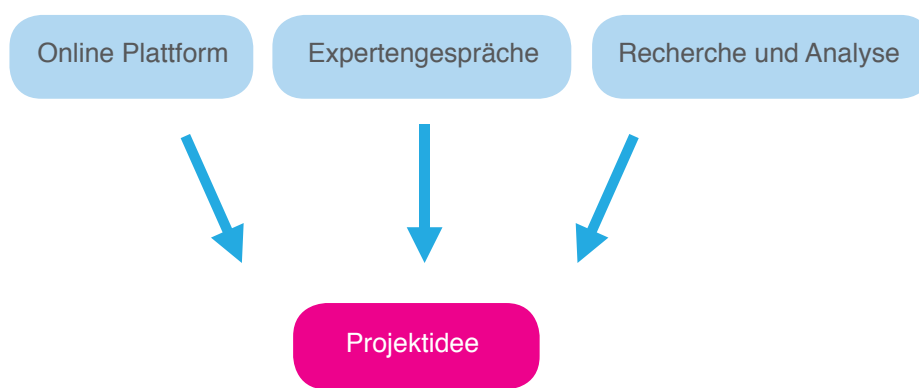 Online Plattform
Expertengespräche
Recherche und Analyse
Projektidee